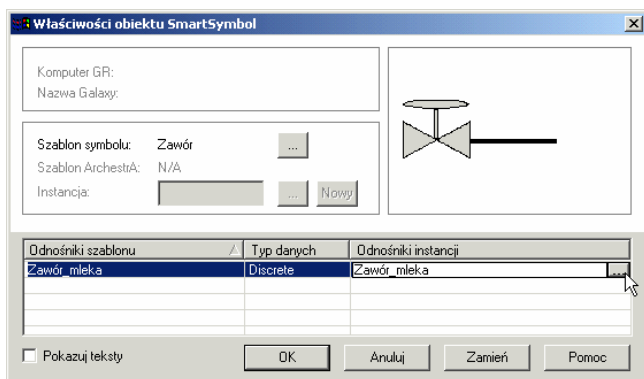 Właściwości obiektu SmartSymbol
Komputer GR:
Nazwa Galaxy:
Szablon symbolu: Zawór ...
Szablon ArchestrA: N/A
Instancja: ... Nowy
Odnośniki szablonu Typ danych Odnośniki instancji
Zawór_mleka Discrete Zawór_mleka ...
Pokazuj teksty OK Anuluj Zamień Pomoc